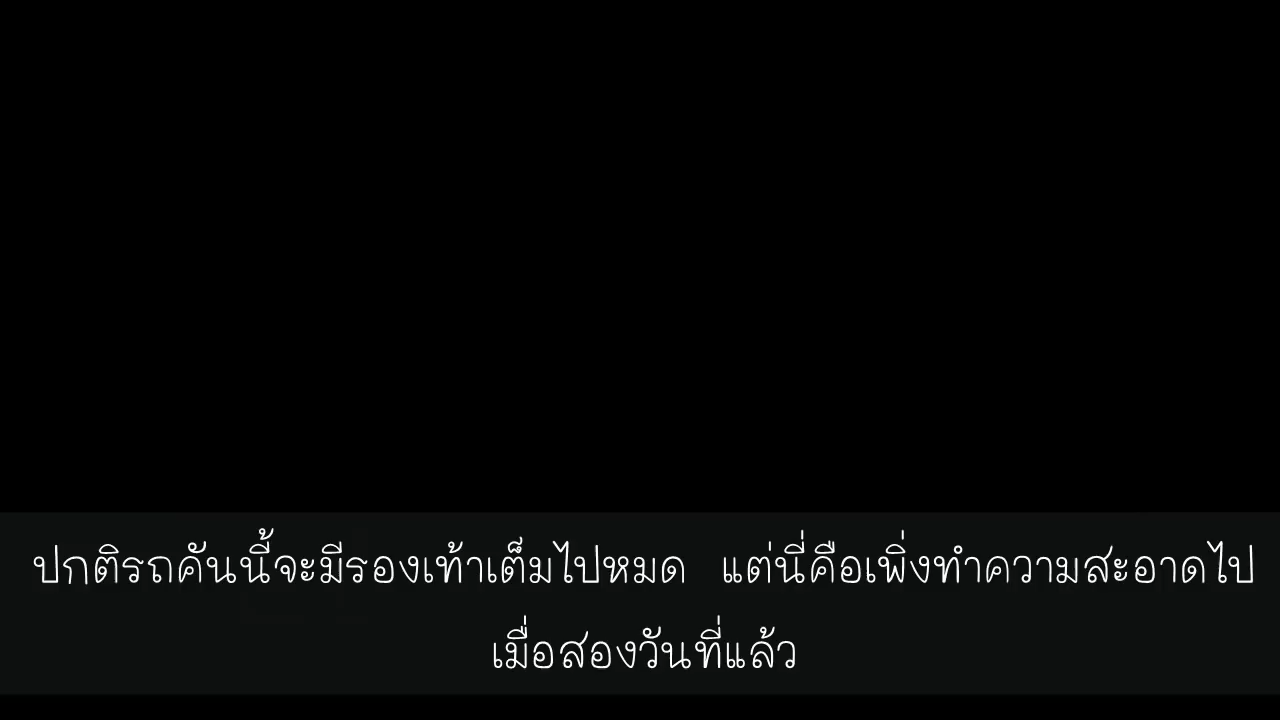 ปกติรถคันนี้จะมีรองเท้าเต็มไปหมด แต่นี่คือเพิ่งทำความสะอาดไป
เมื่อสองวันที่แล้ว